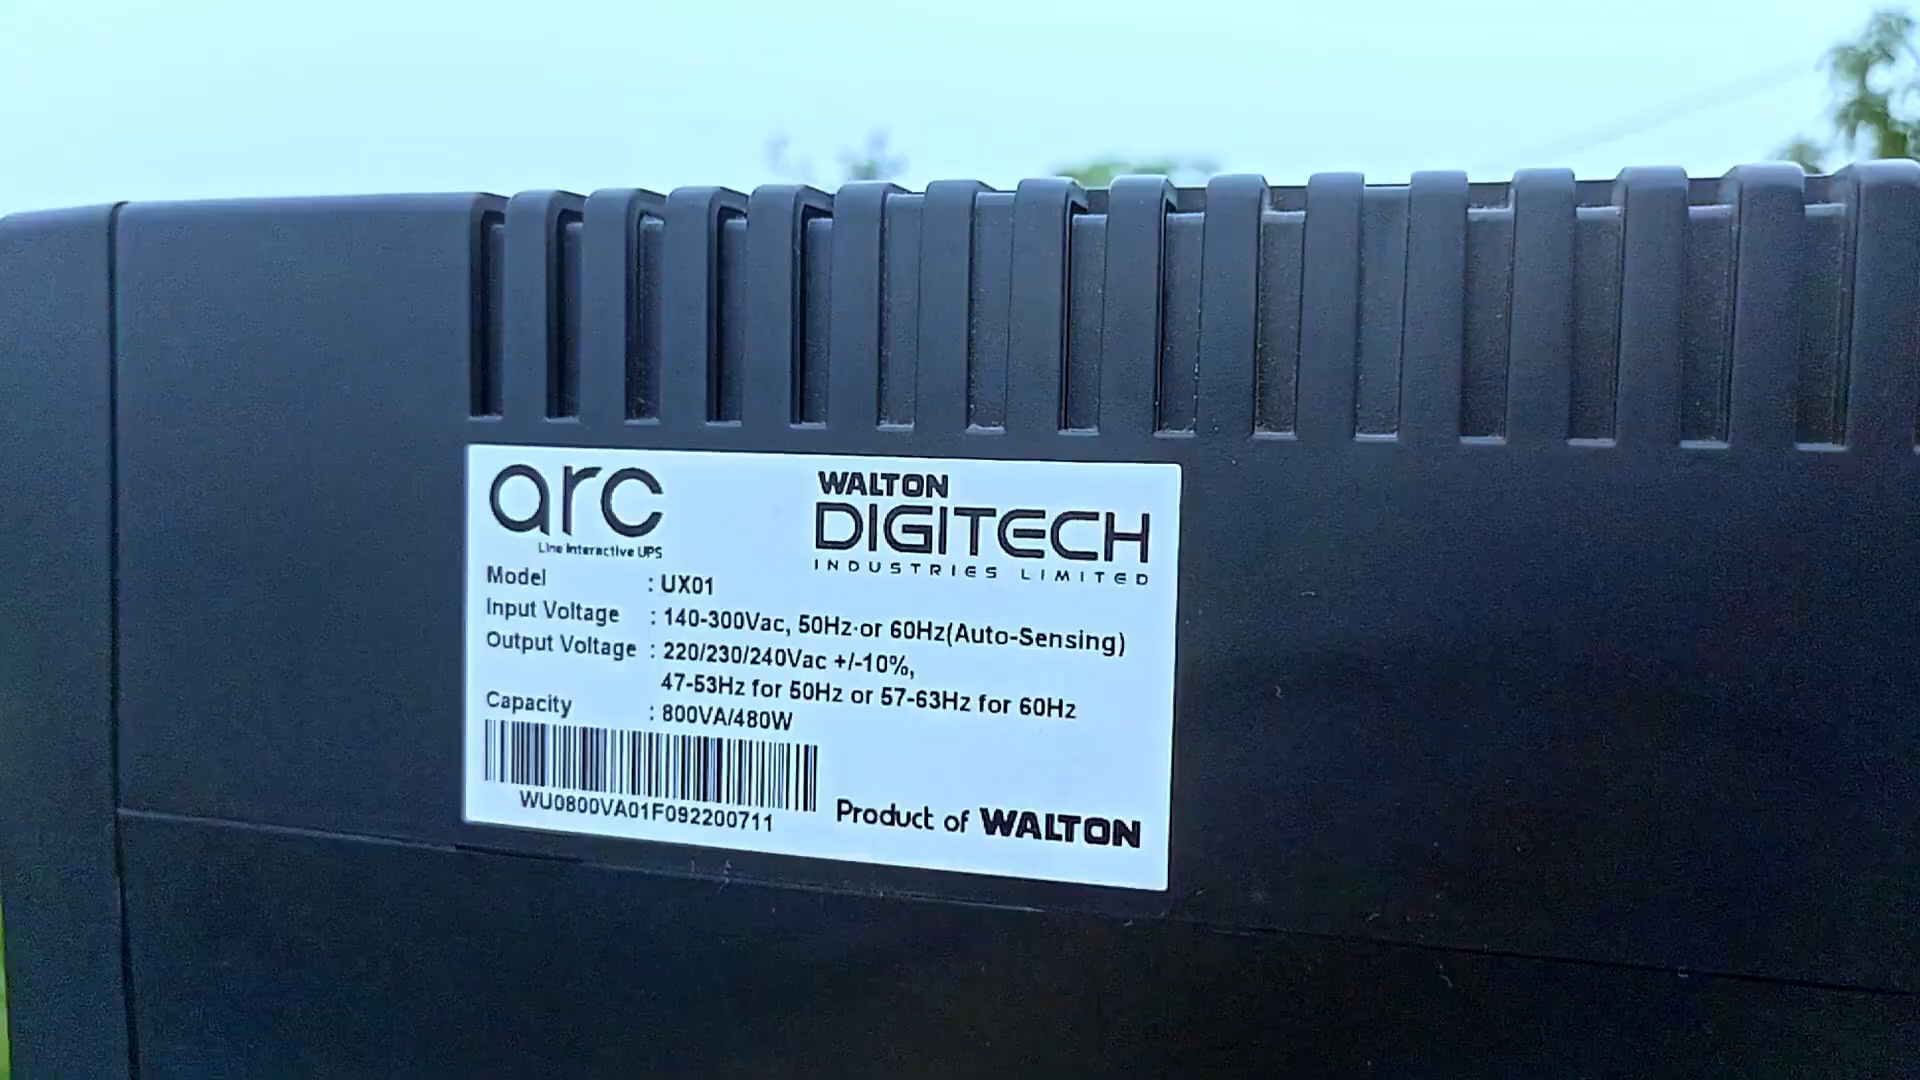 arc
Line Interactive UPS
WALTON
DIGITECH
INDUSTRIES LIMITED
Model : UX01
Input Voltage : 140-300Vac, 50Hz or 60Hz(Auto-Sensing)
Output Voltage : 220/230/240Vac +/-10%,
47-53Hz for 50Hz or 57-63Hz for 60Hz
Capacity : 800VA/480W
WU0800VA01F092200711
Product of WALTON